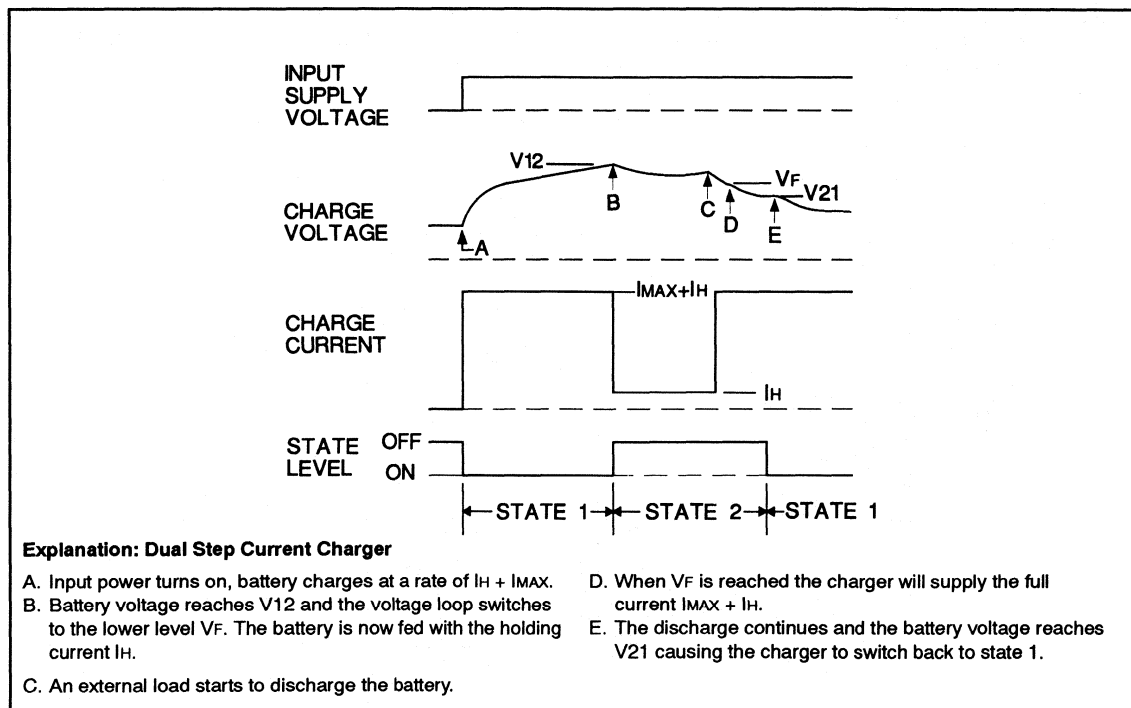 INPUT
SUPPLY
VOLTAGE
V12
VF
V21
B
C
D
E
CHARGE
VOLTAGE
A
IMAX+IH
CHARGE
CURRENT
IH
STATE
LEVEL
OFF
ON
STATE 1
STATE 2
STATE 1
Explanation: Dual Step Current Charger
A. Input power turns on, battery charges at a rate of IH + IMAX.
B. Battery voltage reaches V12 and the voltage loop switches
to the lower level VF. The battery is now fed with the holding
current IH.
C. An external load starts to discharge the battery.
D. When VF is reached the charger will supply the full
current IMAX + IH.
E. The discharge continues and the battery voltage reaches
V21 causing the charger to switch back to state 1.